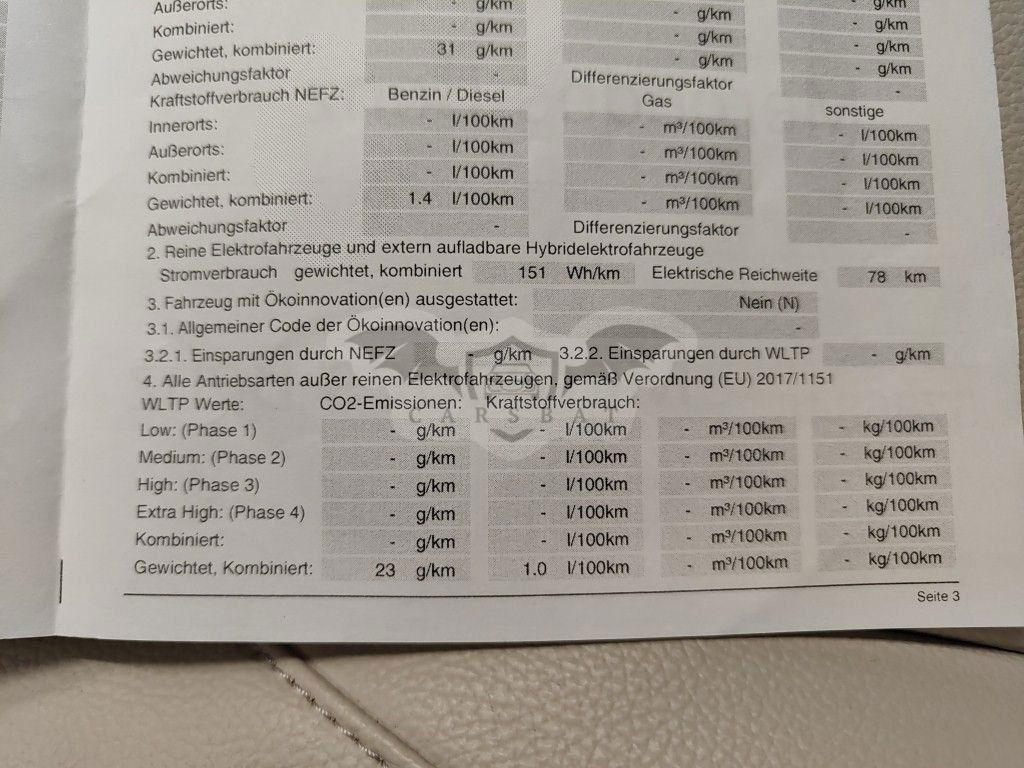 Außerorts: - g/km - g/km g/km
Kombiniert: - g/km - g/km - g/km
Gewichtet, kombiniert: 31 g/km - g/km - g/km
Abweichungsfaktor - Differenzierungsfaktor -
Kraftstoffverbrauch NEFZ: Benzin / Diesel Gas sonstige
Innerorts: - l/100km - m³/100km - l/100km
Außerorts: - l/100km - m³/100km - l/100km
Kombiniert: - l/100km - m³/100km - l/100km
Gewichtet, kombiniert: 1.4 l/100km - m³/100km - l/100km
Abweichungsfaktor - Differenzierungsfaktor -
2. Reine Elektrofahrzeuge und extern aufladbare Hybridelektrofahrzeuge
Stromverbrauch gewichtet, kombiniert 151 Wh/km Elektrische Reichweite 78 km
3. Fahrzeug mit Ökoinnovation(en) ausgestattet: Nein (N)
3.1. Allgemeiner Code der Ökoinnovation(en): -
3.2.1. Einsparungen durch NEFZ - g/km 3.2.2. Einsparungen durch WLTP - g/km
4. Alle Antriebsarten außer reinen Elektrofahrzeugen, gemäß Verordnung (EU) 2017/1151
WLTP Werte: CO2-Emissionen: Kraftstoffverbrauch:
CARSBAT
Low: (Phase 1) - g/km - l/100km - m³/100km - kg/100km
Medium: (Phase 2) - g/km - l/100km - m³/100km - kg/100km
High: (Phase 3) - g/km - l/100km - m³/100km - kg/100km
Extra High: (Phase 4) - g/km - l/100km - m³/100km - kg/100km
Kombiniert: - g/km - l/100km - m³/100km - kg/100km
Gewichtet, Kombiniert: 23 g/km 1.0 l/100km - m³/100km - kg/100km
Seite 3